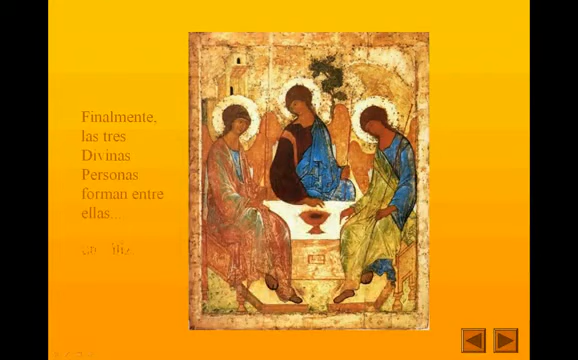 Finalmente,
las tres
Divinas
Personas
forman entre
ellas...